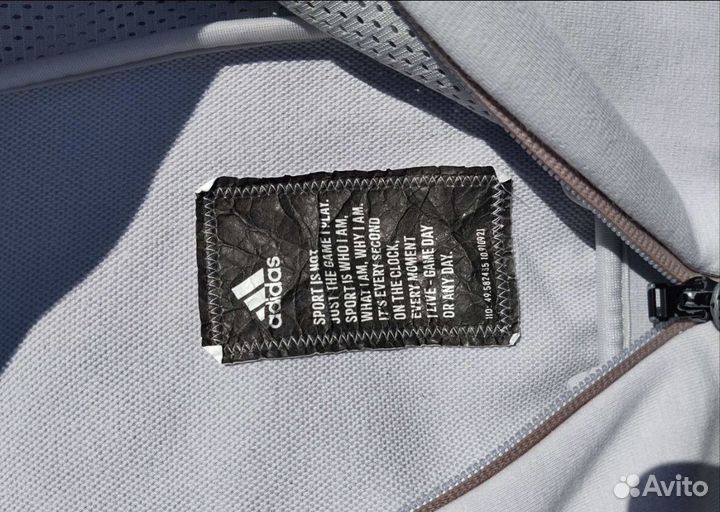 adidas
SPORT IS NOT
JUST THE GAME I PLAY.
SPORT IS WHO I AM,
WHAT I AM, WHY I AM.
IT'S EVERY SECOND
ON THE CLOCK,
EVERY MOMENT
I LIVE - GAME DAY
OR ANY DAY.
Avito